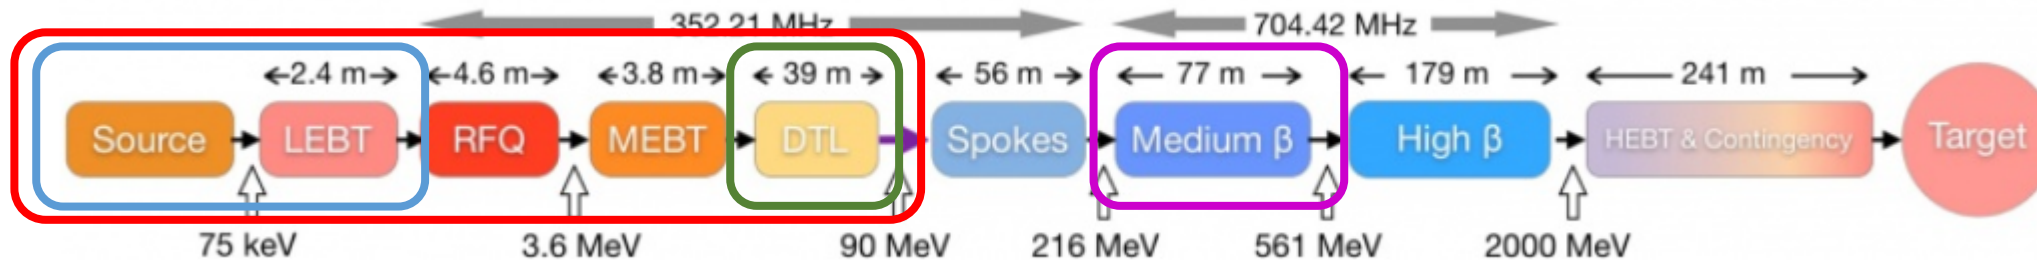 352.21 MHz 704.42 MHz
2.4 m 4.6 m 3.8 m 39 m 56 m 77 m 179 m 241 m
Source LEBT RFQ MEBT DTL Spokes Medium β High β HEBT & Contingency Target
75 keV 3.6 MeV 90 MeV 216 MeV 561 MeV 2000 MeV